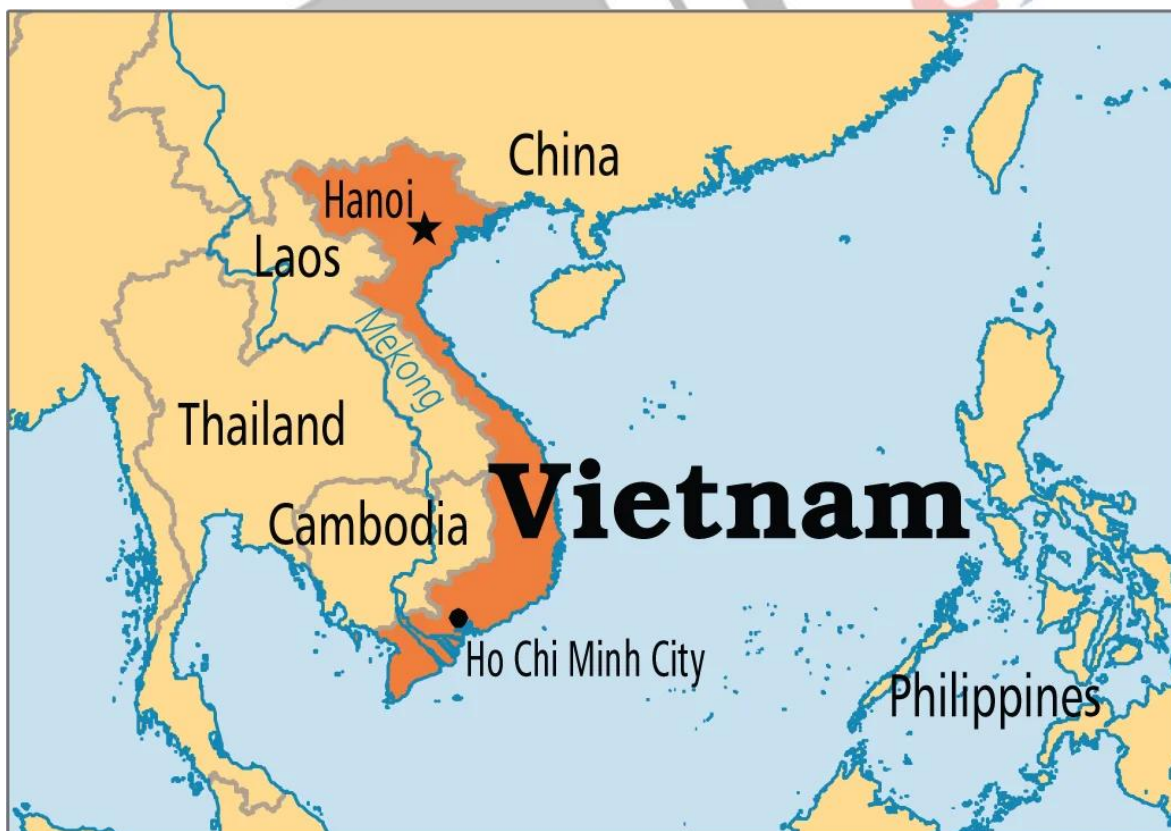 China
Hanoi
Laos
Mekong
Thailand
Vietnam
Cambodia
Ho Chi Minh City
Philippines